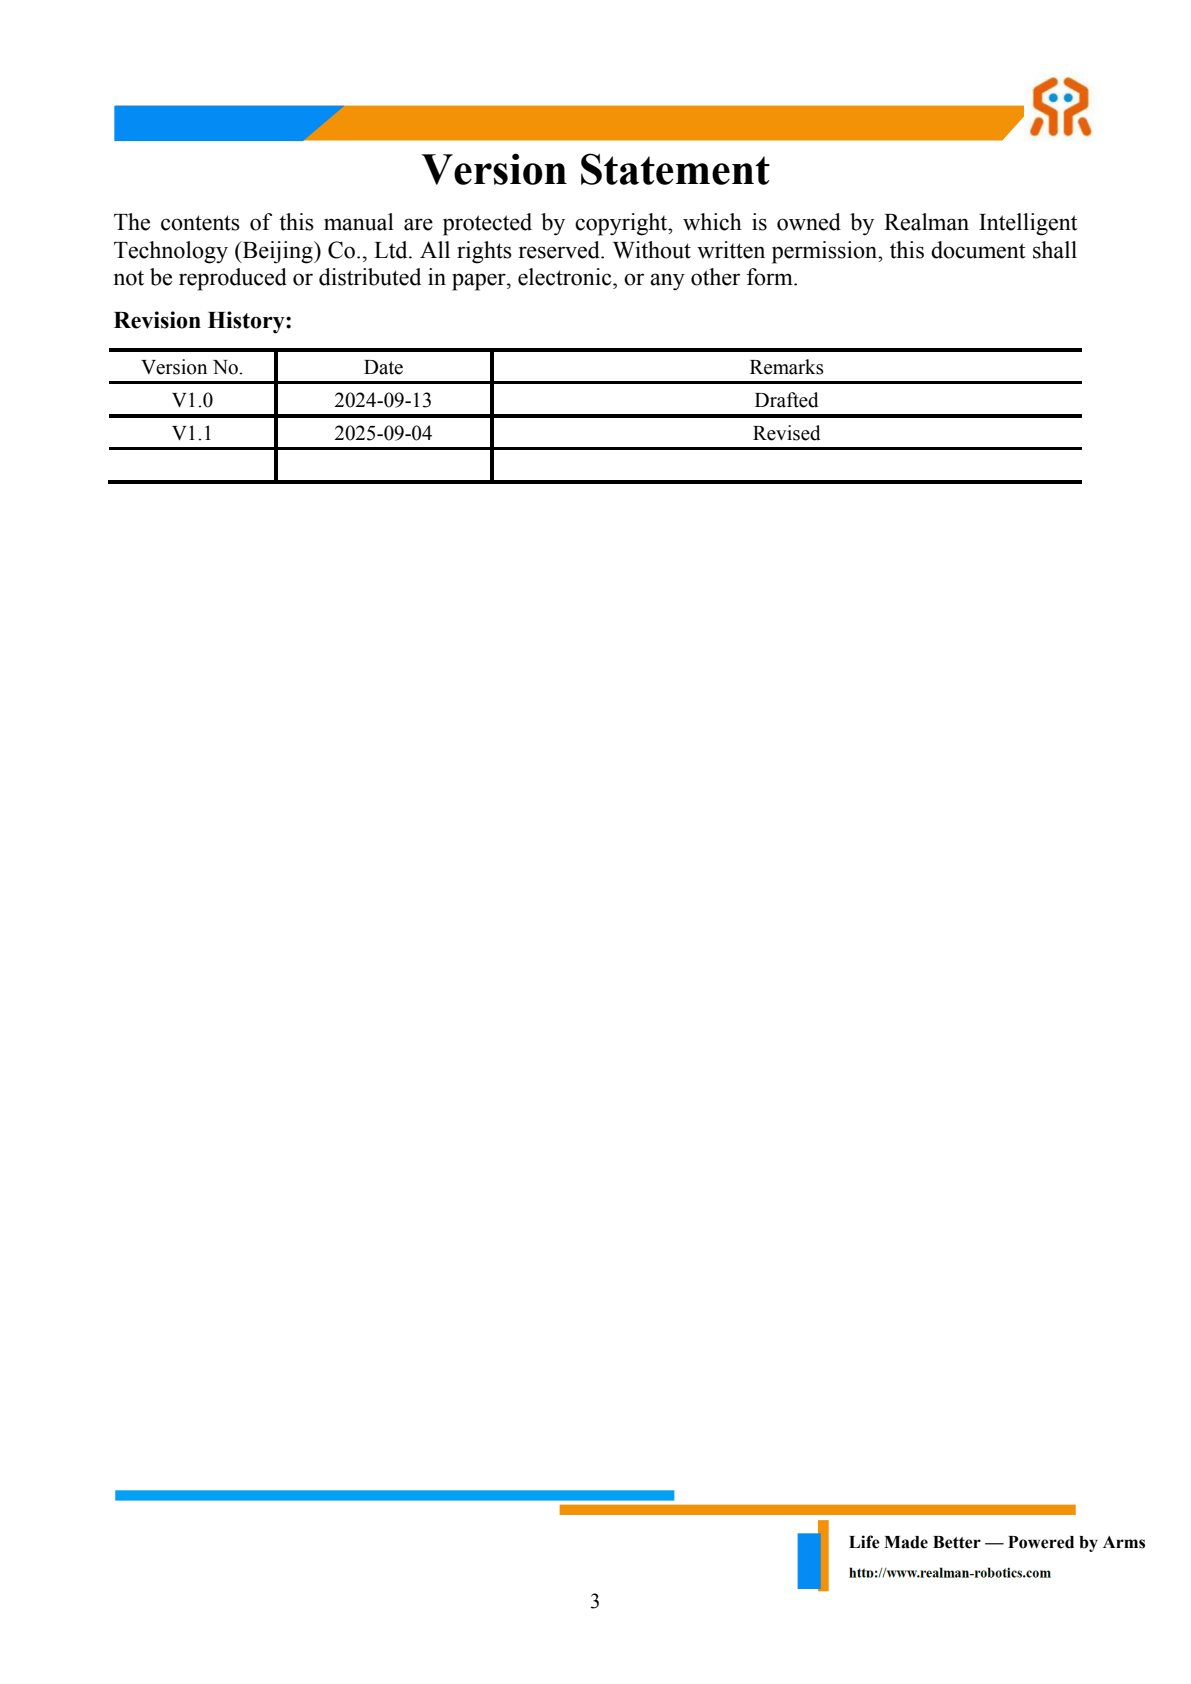 Version Statement
The contents of this manual are protected by copyright, which is owned by Realman Intelligent
Technology (Beijing) Co., Ltd. All rights reserved. Without written permission, this document shall
not be reproduced or distributed in paper, electronic, or any other form.
Revision History:
Version No. Date Remarks
V1.0 2024-09-13 Drafted
V1.1 2025-09-04 Revised
Life Made Better — Powered by Arms
http://www.realman-robotics.com
3